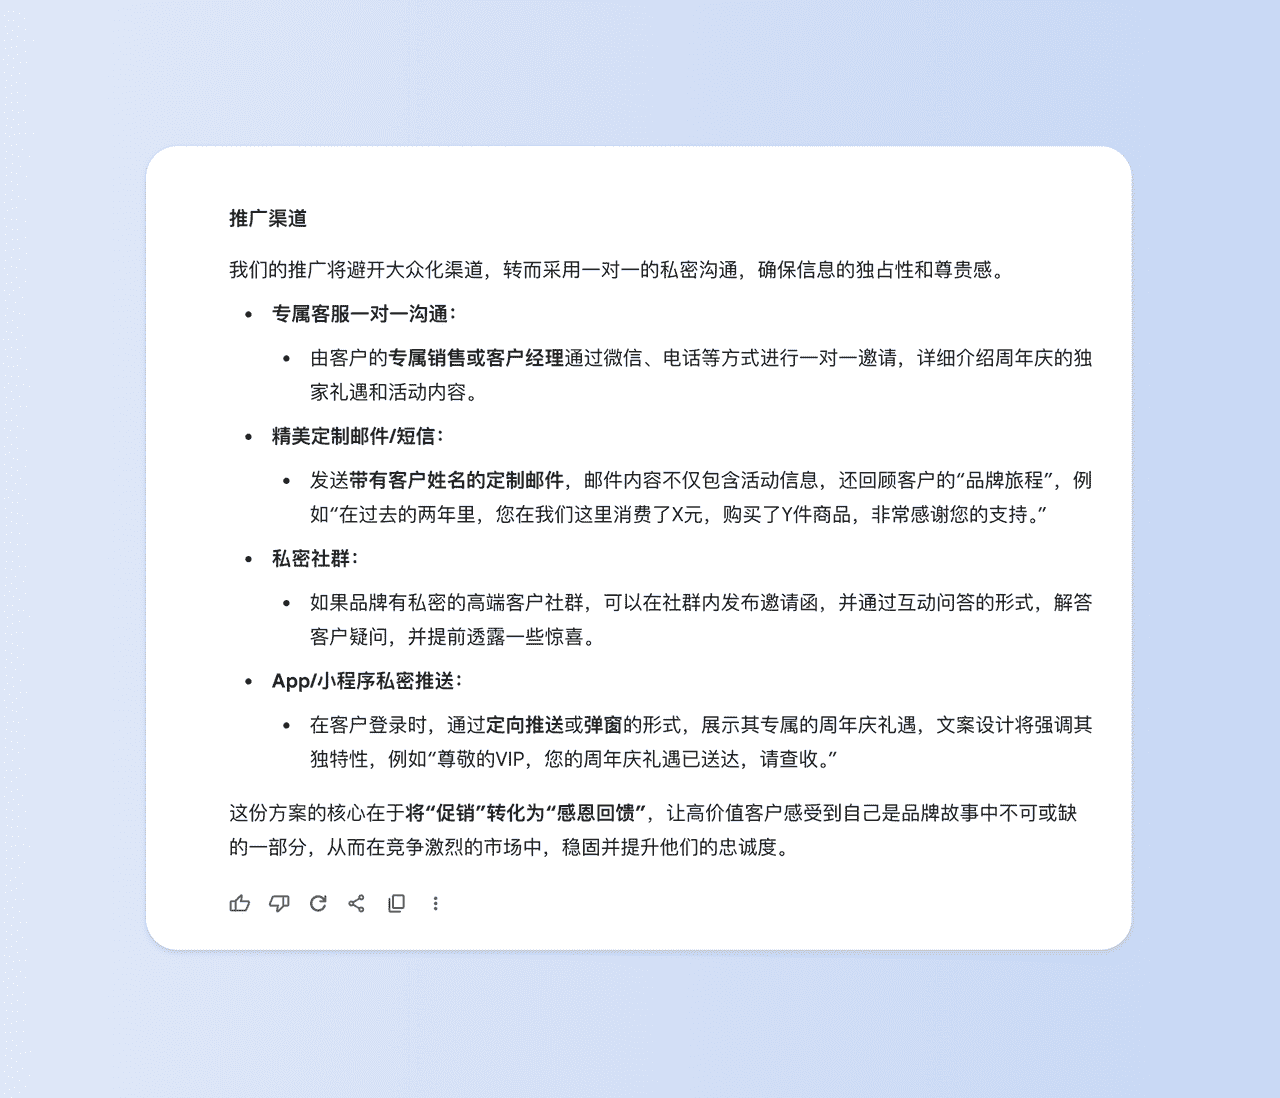 推广渠道
我们的推广将避开大众化渠道，转而采用一对一的私密沟通，确保信息的独占性和尊贵感。
• 专属客服一对一沟通：
• 由客户的专属销售或客户经理通过微信、电话等方式进行一对一邀请，详细介绍周年庆的独
家礼遇和活动内容。
• 精美定制邮件/短信：
• 发送带有客户姓名的定制邮件，邮件内容不仅包含活动信息，还回顾客户的“品牌旅程”，例
如“在过去的两年里，您在我们这里消费了X元，购买了Y件商品，非常感谢您的支持。”
• 私密社群：
• 如果品牌有私密的高端客户社群，可以在社群内发布邀请函，并通过互动问答的形式，解答
客户疑问，并提前透露一些惊喜。
• App/小程序私密推送：
• 在客户登录时，通过定向推送或弹窗的形式，展示其专属的周年庆礼遇，文案设计将强调其
独特性，例如“尊敬的VIP，您的周年庆礼遇已送达，请查收。”
这份方案的核心在于将“促销”转化为“感恩回馈”，让高价值客户感受到自己是品牌故事中不可或缺
的一部分，从而在竞争激烈的市场中，稳固并提升他们的忠诚度。